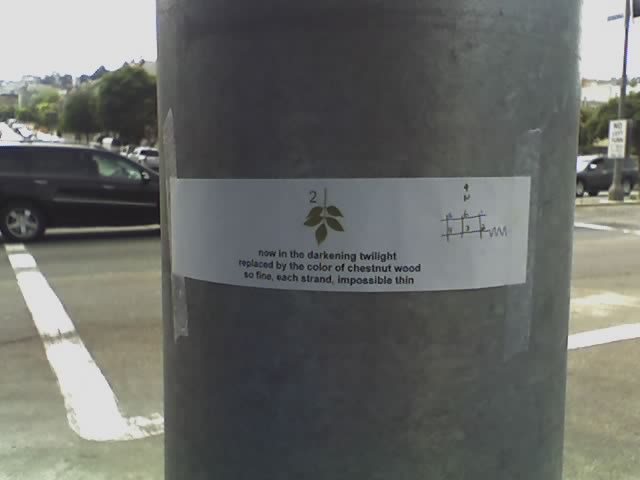 2
now in the darkening twilight
replaced by the color of chestnut wood
so fine, each strand, impossible thin